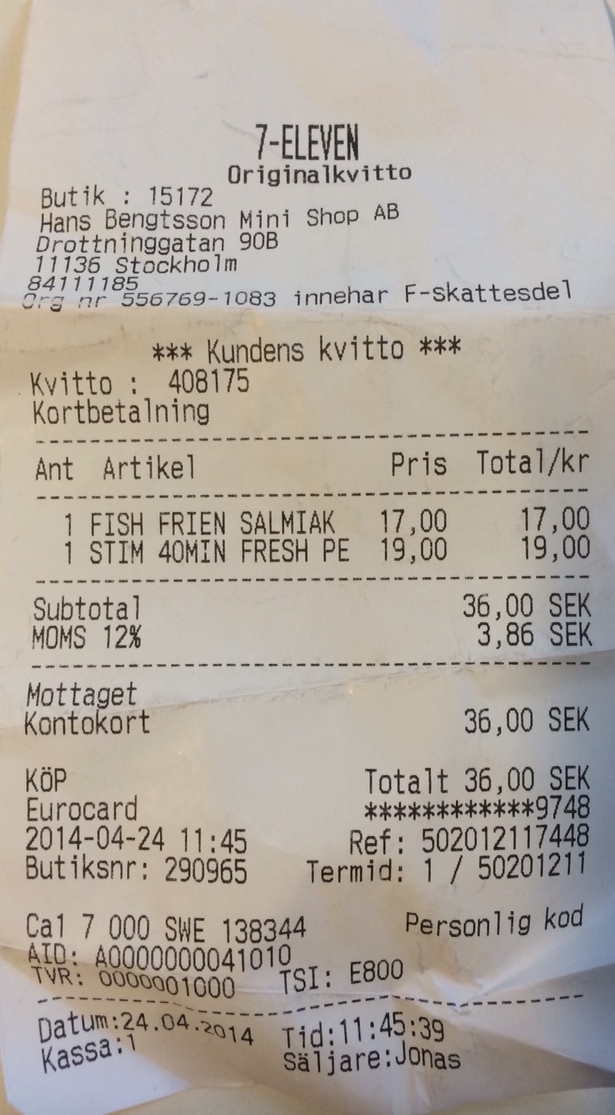 7-ELEVEN
Originalkvitto
Butik : 15172
Hans Bengtsson Mini Shop AB
Drottninggatan 90B
11136 Stockholm
84111185
Org nr 556769-1083 innehar F-skattesdel
*** Kundens kvitto ***
Kvitto : 408175
Kortbetalning
Ant Artikel Pris Total/kr
1 FISH FRIEN SALMIAK 17,00 17,00
1 STIM 40MIN FRESH PE 19,00 19,00
Subtotal 36,00 SEK
MOMS 12% 3,86 SEK
Mottaget
Kontokort 36,00 SEK
KÖP Totalt 36,00 SEK
Eurocard ************9748
2014-04-24 11:45 Ref: 502012117448
Butiksnr: 290965 Termid: 1 / 50201211
Ca1 7 000 SWE 138344 Personlig kod
AID: A0000000041010
TVR: 0000001000 TSI: E800
Datum:24.04.2014 Tid:11:45:39
Kassa:1 Säljare:Jonas